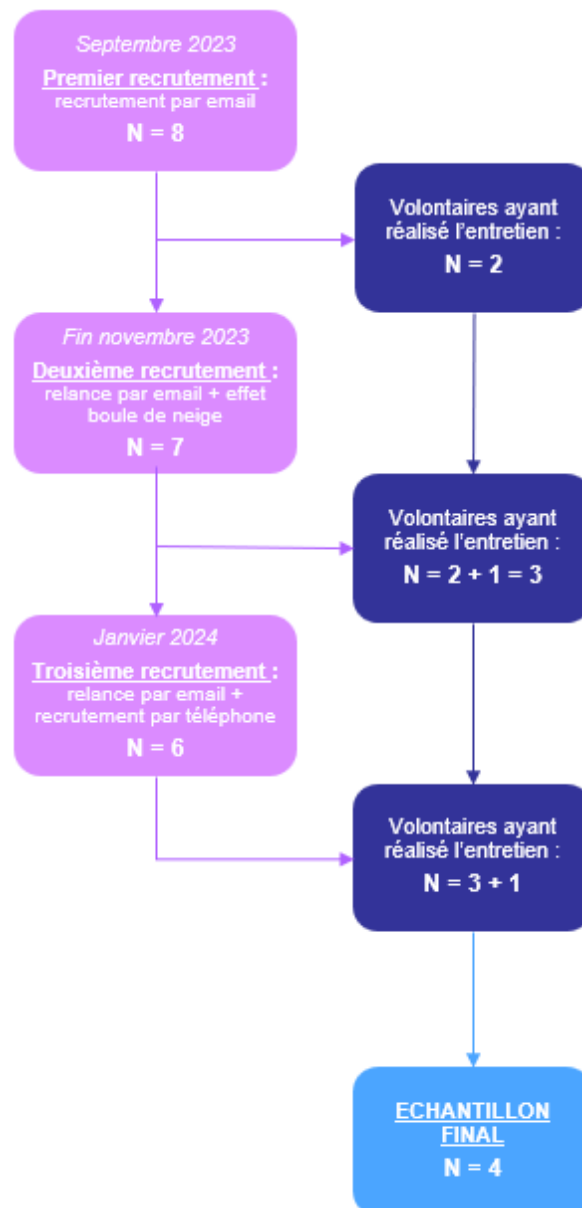 Septembre 2023
Premier recrutement :
recrutement par email
N = 8
Volontaires ayant
réalisé l'entretien :
N = 2
Fin novembre 2023
Deuxième recrutement :
relance par email + effet
boule de neige
N = 7
Volontaires ayant
réalisé l'entretien :
N = 2 + 1 = 3
Janvier 2024
Troisième recrutement :
relance par email +
recrutement par téléphone
N = 6
Volontaires ayant
réalisé l'entretien :
N = 3 + 1
ECHANTILLON
FINAL
N = 4